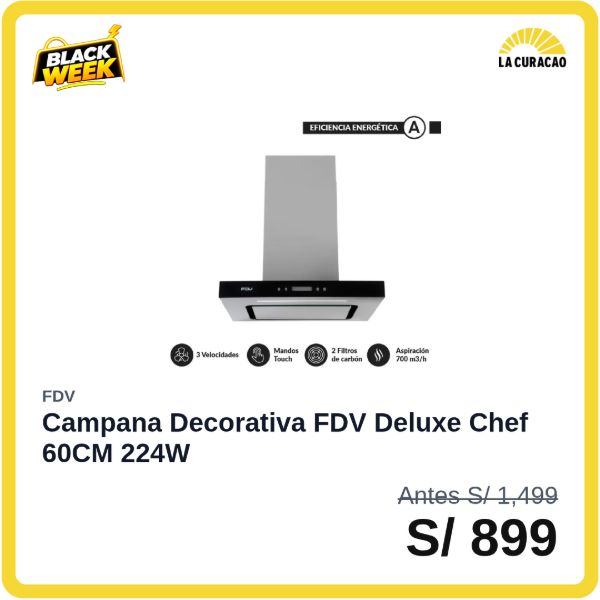 BLACK
WEEK
LA CURACAO
EFICIENCIA ENERGÉTICA A
FDV
3 Velocidades
Mandos
Touch
2 Filtros
de carbón
Aspiración
700 m3/h
FDV
Campana Decorativa FDV Deluxe Chef
60CM 224W
Antes S/ 1,499
S/ 899